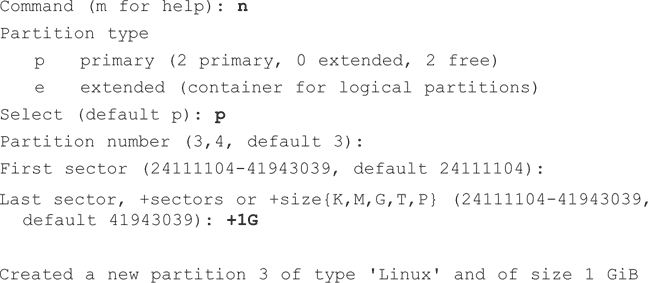 Command (m for help): n
Partition type
p primary (2 primary, 0 extended, 2 free)
e extended (container for logical partitions)
Select (default p): p
Partition number (3,4, default 3):
First sector (24111104-41943039, default 24111104):
Last sector, +sectors or +size{K,M,G,T,P} (24111104-41943039,
default 41943039): +1G
Created a new partition 3 of type 'Linux' and of size 1 GiB